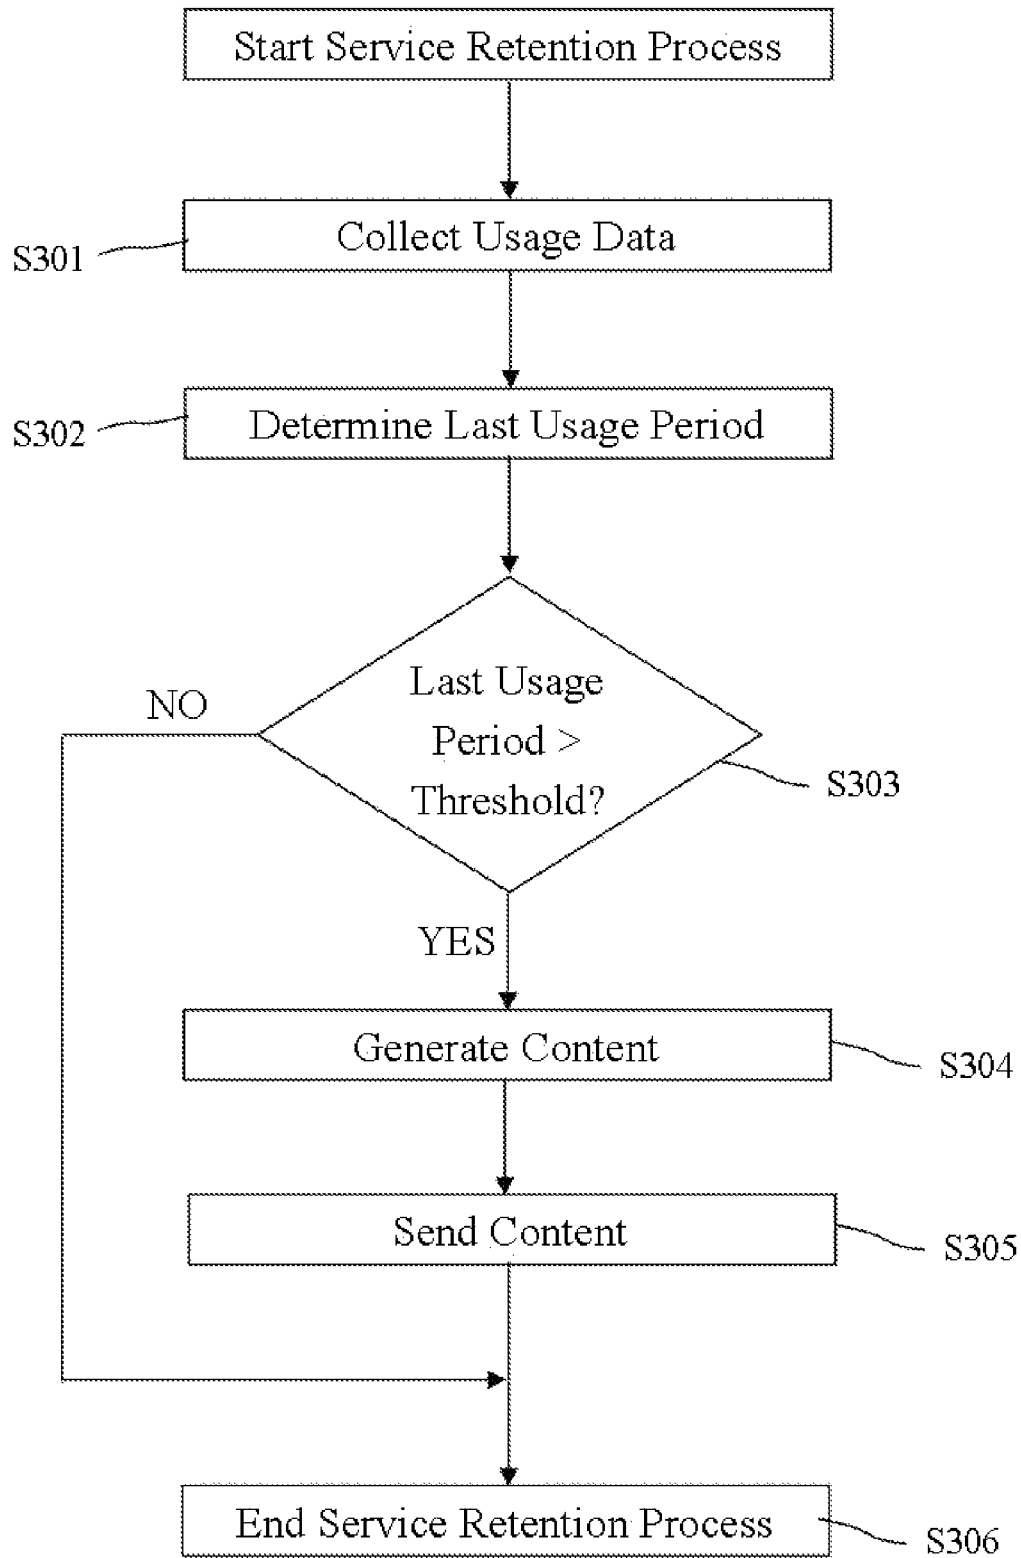 Start Service Retention Process
Collect Usage Data
S301
Determine Last Usage Period
S302
Last Usage
Period >
Threshold?
NO
S303
YES
Generate Content
S304
Send Content
S305
End Service Retention Process
S306